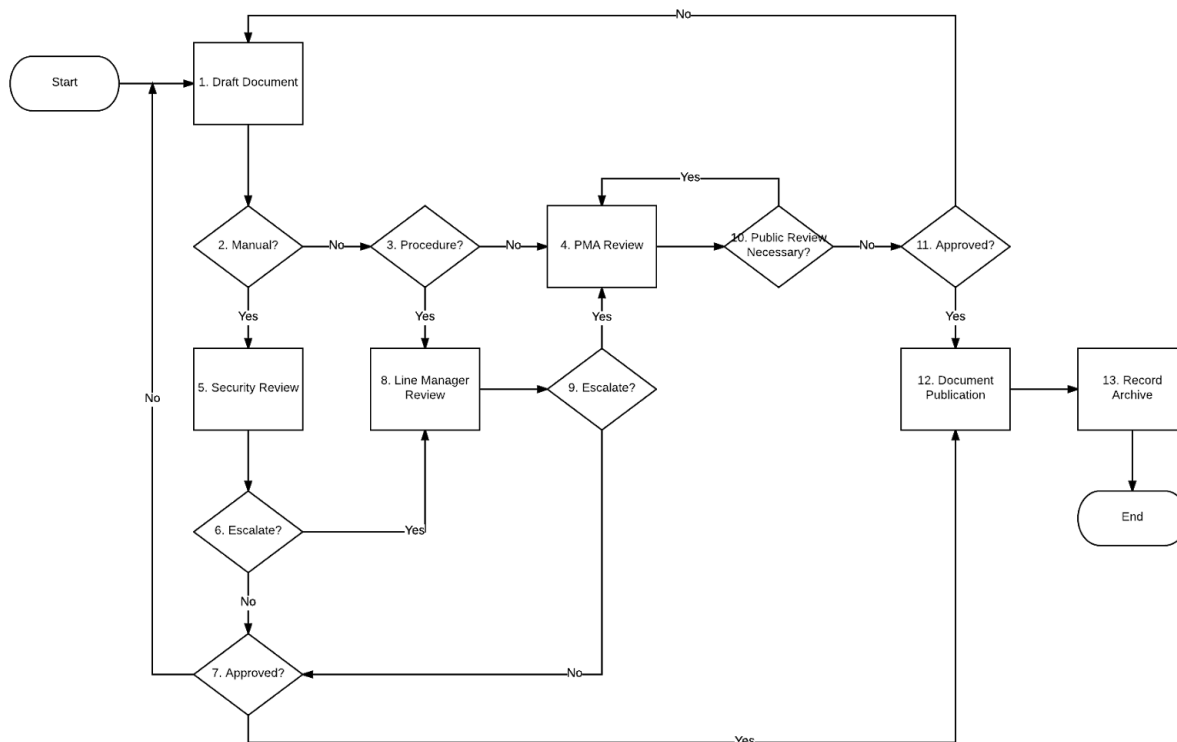 No
Start
1. Draft Document
Yes
2. Manual?
No
3. Procedure?
No
4. PMA Review
10. Public Review
Necessary?
No
11. Approved?
Yes
Yes
Yes
Yes
5. Security Review
8. Line Manager
Review
9. Escalate?
12. Document
Publication
13. Record
Archive
No
6. Escalate?
Yes
End
No
7. Approved?
No
Yes